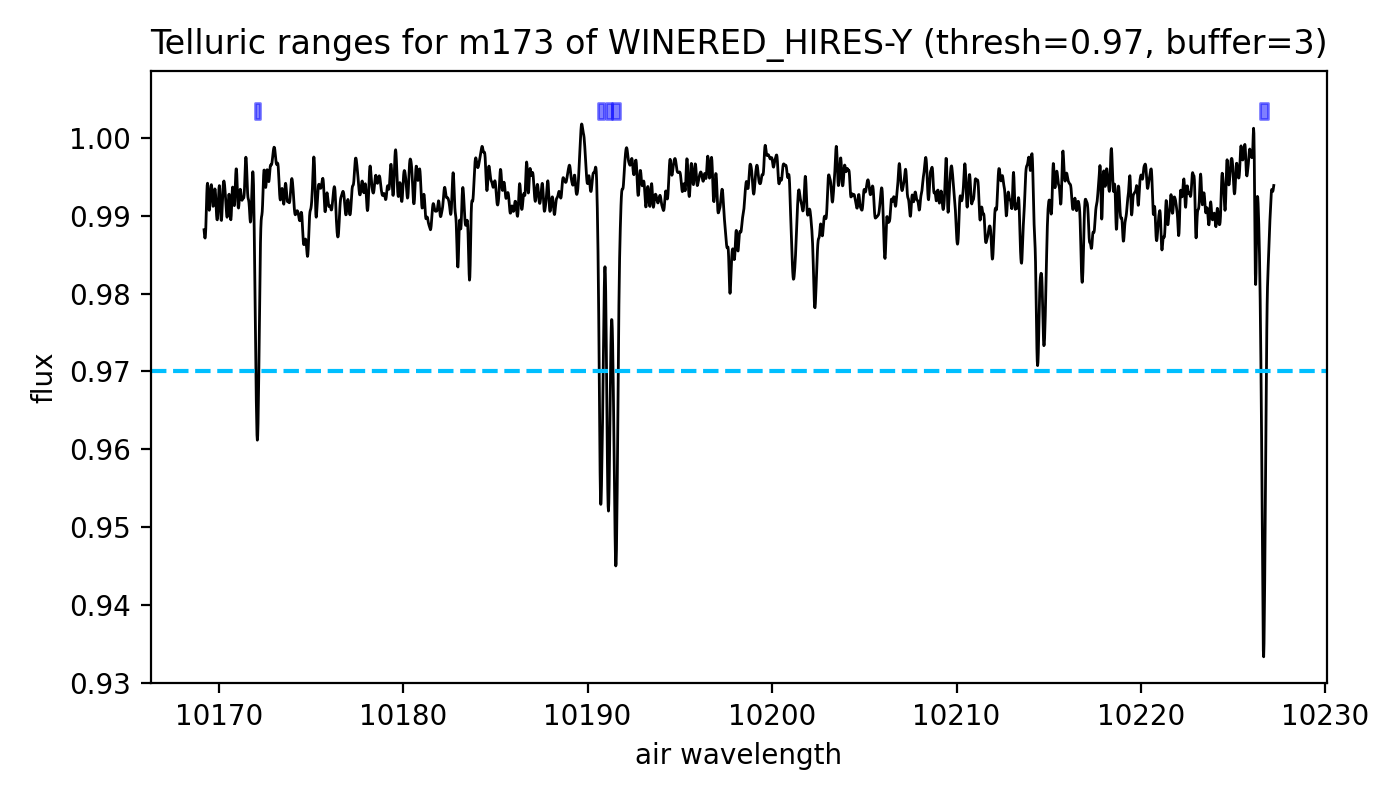 Telluric ranges for m173 of WINERED_HIRES-Y (thresh=0.97, buffer=3)
1.00
0.99
0.98
0.97
0.96
0.95
0.94
0.93
flux
10170 10180 10190 10200 10210 10220 10230
air wavelength